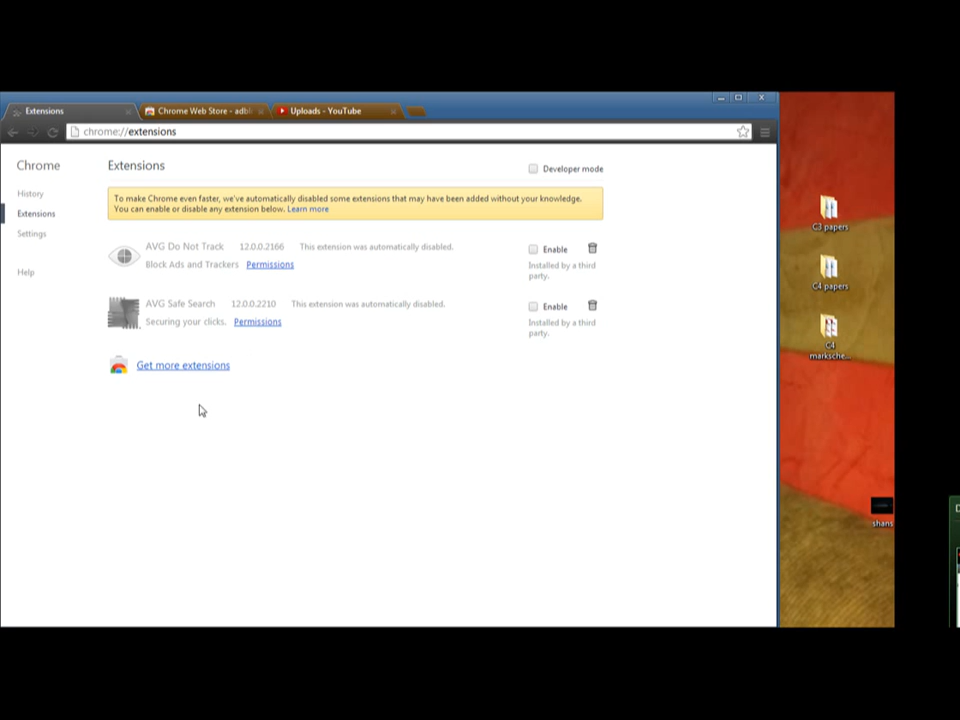 Extensions
Chrome Web Store - adbl
Uploads - YouTube
chrome://extensions
Chrome
Extensions
Developer mode
History
Extensions
Settings
Help
To make Chrome even faster, we've automatically disabled some extensions that may have been added without your knowledge.
You can enable or disable any extension below. Learn more
AVG Do Not Track 12.0.0.2166 This extension was automatically disabled.
Enable
Block Ads and Trackers Permissions
Installed by a third
party.
AVG Safe Search 12.0.0.2210 This extension was automatically disabled.
Enable
Securing your clicks. Permissions
Installed by a third
party.
Get more extensions
C3 papers
C4 papers
C4
marksche...
shans